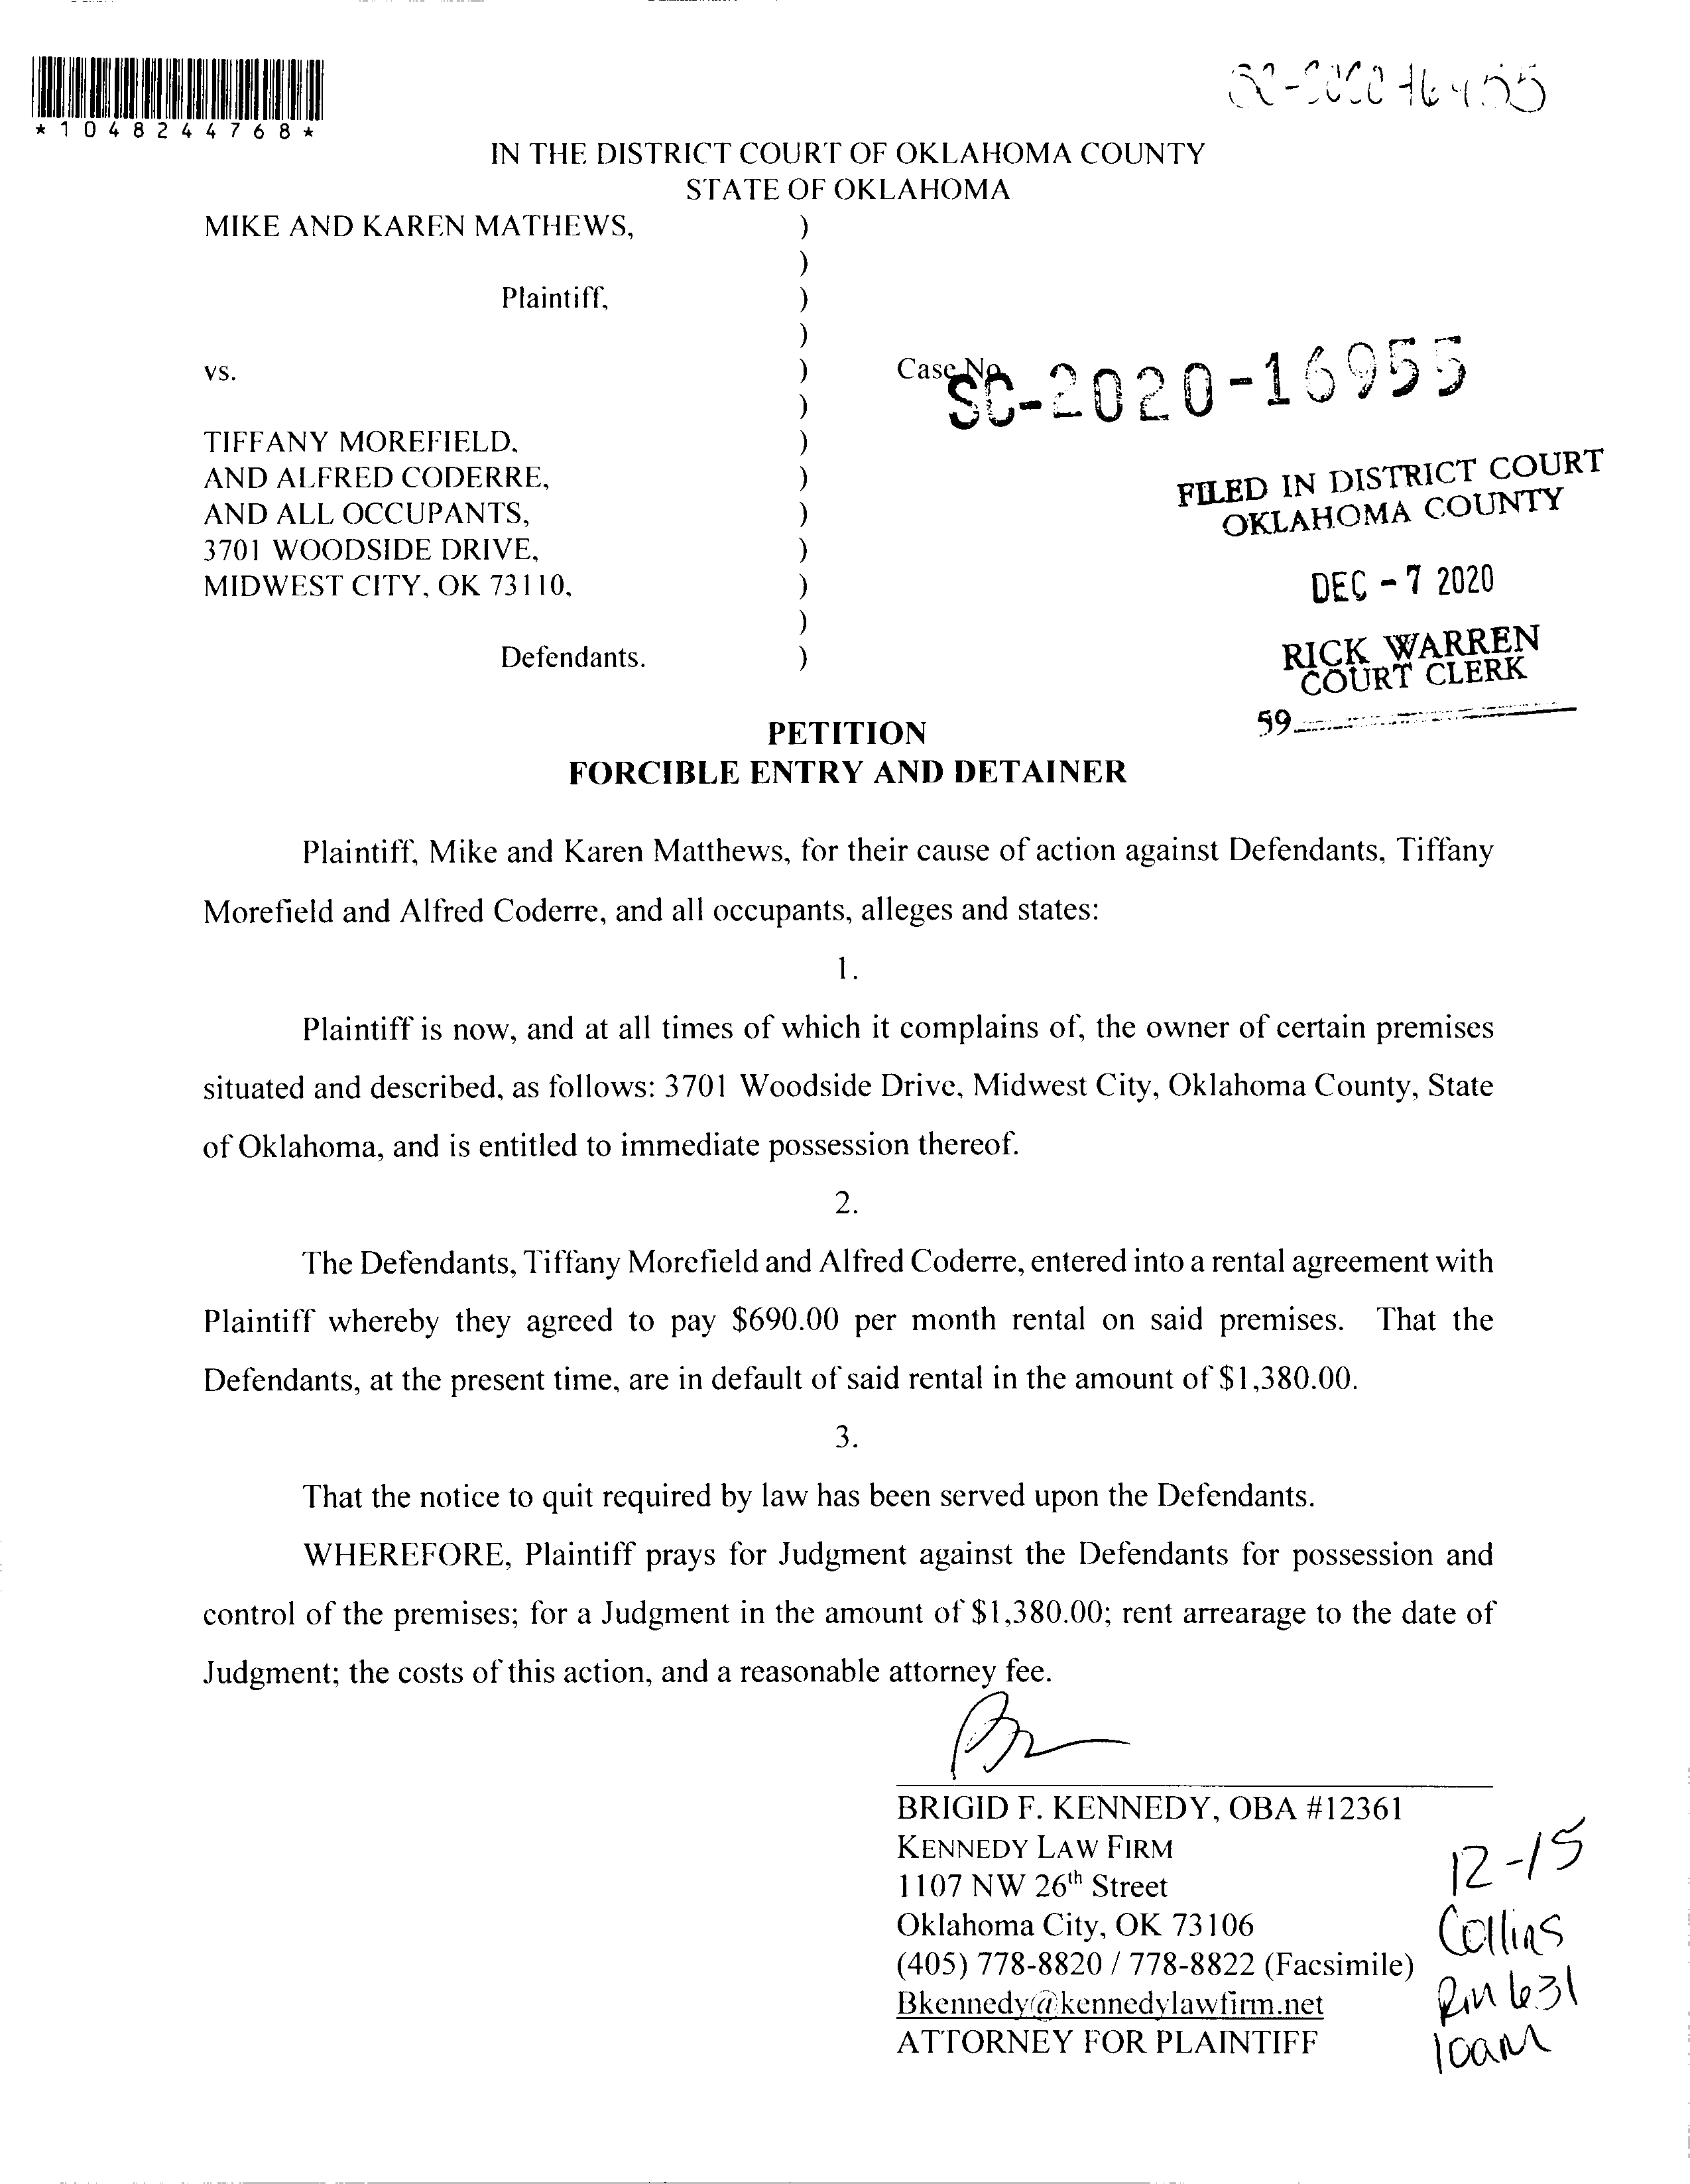 *1048244768*
IN THE DISTRICT COURT OF OKLAHOMA COUNTY
STATE OF OKLAHOMA
MIKE AND KAREN MATHEWS, )
)
Plaintiff, )
)
vs. ) Case No.
SC-2020-16955
)
TIFFANY MOREFIELD, )
AND ALFRED CODERRE, )
AND ALL OCCUPANTS, )
3701 WOODSIDE DRIVE, )
MIDWEST CITY, OK 73110, )
)
Defendants. )
FILED IN DISTRICT COURT
OKLAHOMA COUNTY
DEC - 7 2020
RICK WARREN
COURT CLERK
59
PETITION
FORCIBLE ENTRY AND DETAINER
Plaintiff, Mike and Karen Matthews, for their cause of action against Defendants, Tiffany
Morefield and Alfred Coderre, and all occupants, alleges and states:
1.
Plaintiff is now, and at all times of which it complains of, the owner of certain premises
situated and described, as follows: 3701 Woodside Drive, Midwest City, Oklahoma County, State
of Oklahoma, and is entitled to immediate possession thereof.
2.
The Defendants, Tiffany Morefield and Alfred Coderre, entered into a rental agreement with
Plaintiff whereby they agreed to pay $690.00 per month rental on said premises. That the
Defendants, at the present time, are in default of said rental in the amount of $1,380.00.
3.
That the notice to quit required by law has been served upon the Defendants.
WHEREFORE, Plaintiff prays for Judgment against the Defendants for possession and
control of the premises; for a Judgment in the amount of $1,380.00; rent arrearage to the date of
Judgment; the costs of this action, and a reasonable attorney fee.
BRIGID F. KENNEDY, OBA #12361
KENNEDY LAW FIRM
1107 NW 26th Street
Oklahoma City, OK 73106
(405) 778-8820 / 778-8822 (Facsimile)
Bkennedy@kennedylawfirm.net
ATTORNEY FOR PLAINTIFF
12-15
Collins
Rm 631
10am